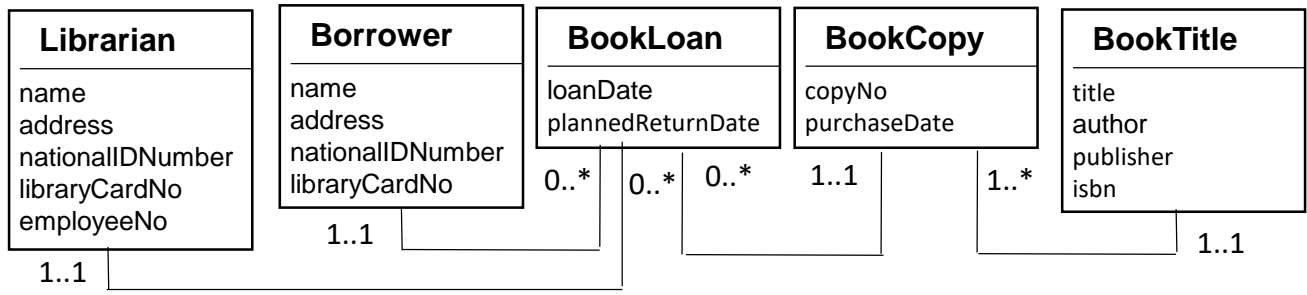 Librarian
name
address
nationalIDNumber
libraryCardNo
employeeNo
1..1
Borrower
name
address
nationalIDNumber
libraryCardNo
1..1
BookLoan
loanDate
plannedReturnDate
0..*
0..*
0..*
BookCopy
copyNo
purchaseDate
1..1
1..*
BookTitle
title
author
publisher
isbn
1..1